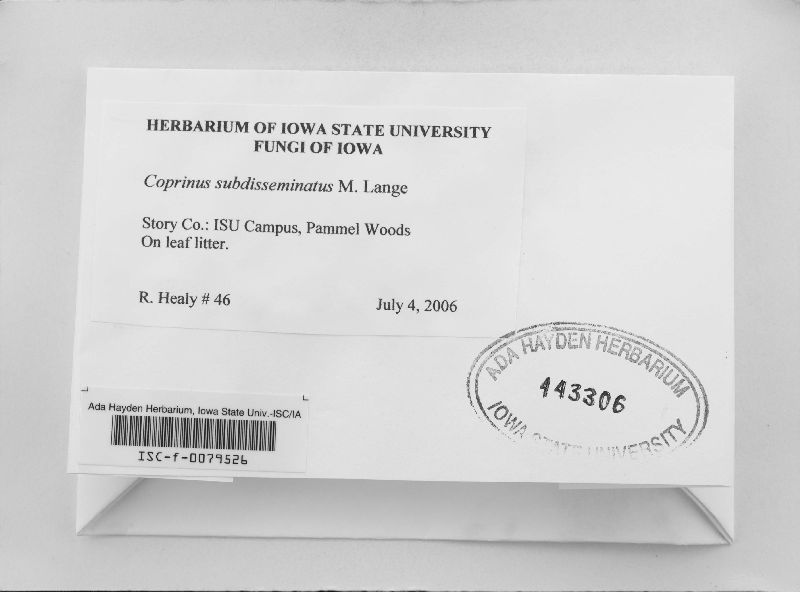 HERBARIUM OF IOWA STATE UNIVERSITY
FUNGI OF IOWA
Coprinus subdisseminatus M. Lange
Story Co.: ISU Campus, Pammel Woods
On leaf litter.
R. Healy # 46
July 4, 2006
ADA HAYDEN HERBARIUM
443306
IOWA STATE UNIVERSITY
Ada Hayden Herbarium, Iowa State Univ.-ISC/IA
ISC-f-0079526